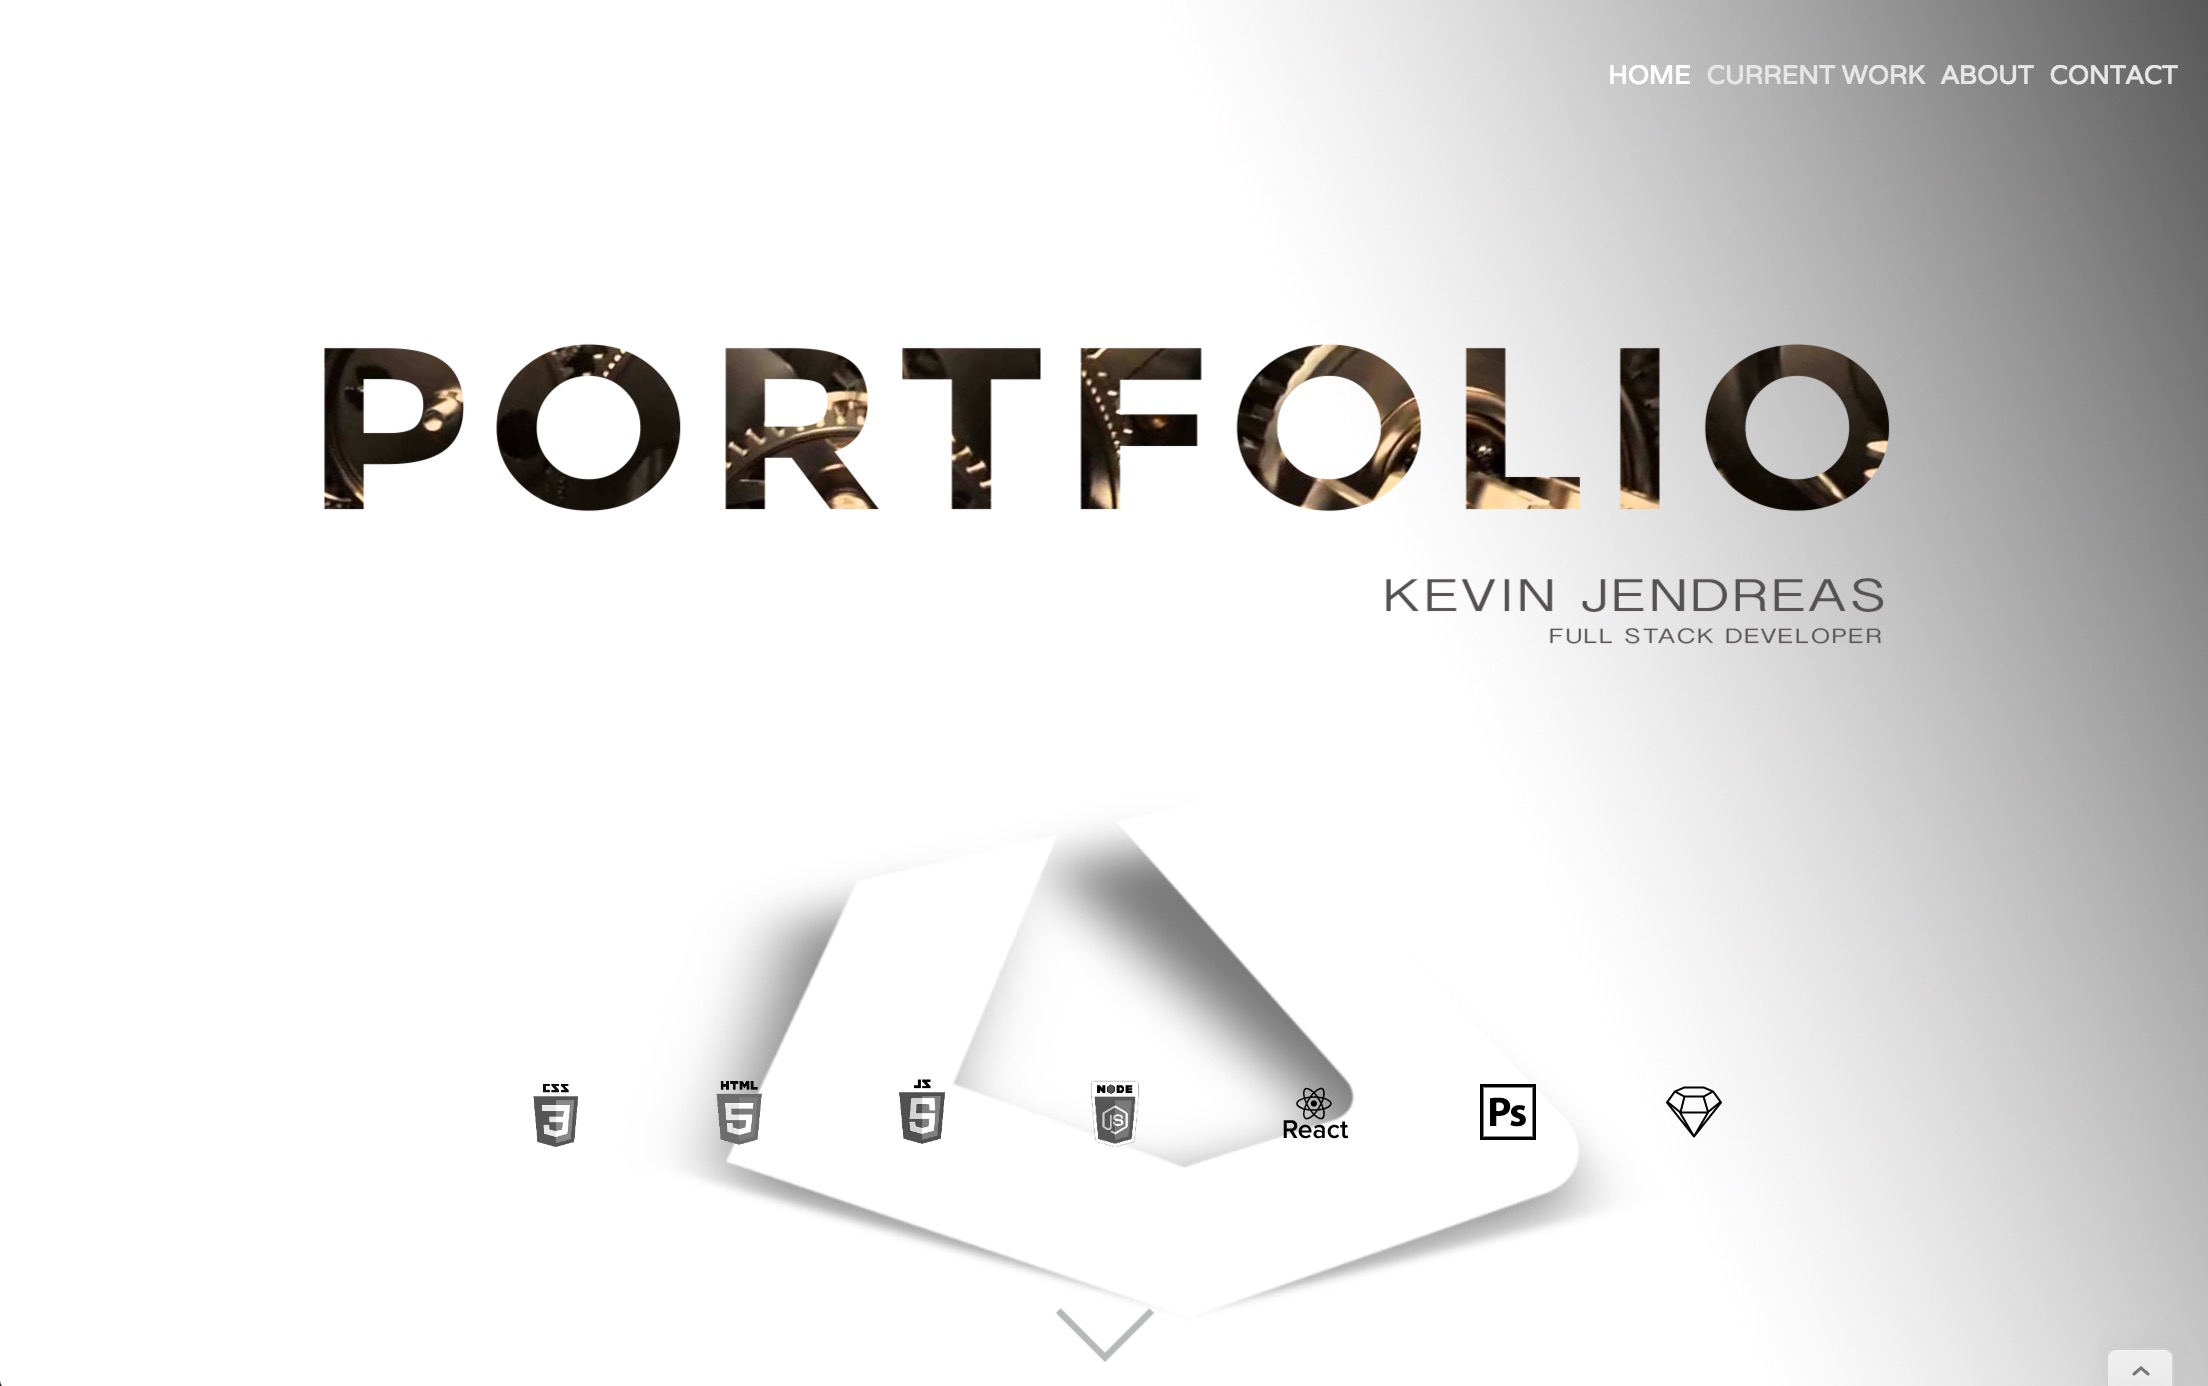 HOME CURRENT WORK ABOUT CONTACT
PORTFOLIO
KEVIN JENDREAS
FULL STACK DEVELOPER
CSS HTML JS NODE
3 5 5 JS React Ps